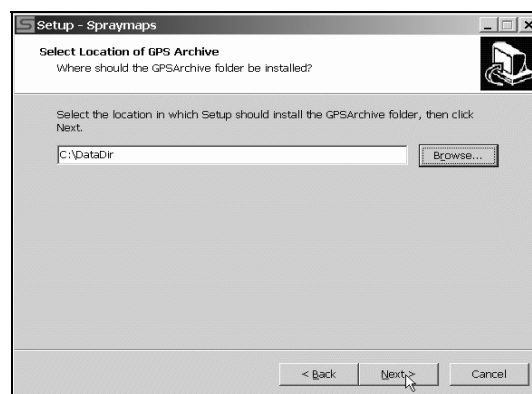 Setup - Spraymaps
Select Location of GPS Archive
Where should the GPSArchive folder be installed?
Select the location in which Setup should install the GPSArchive folder, then click
Next.
C:\DataDir
Browse...
< Back
Next >
Cancel